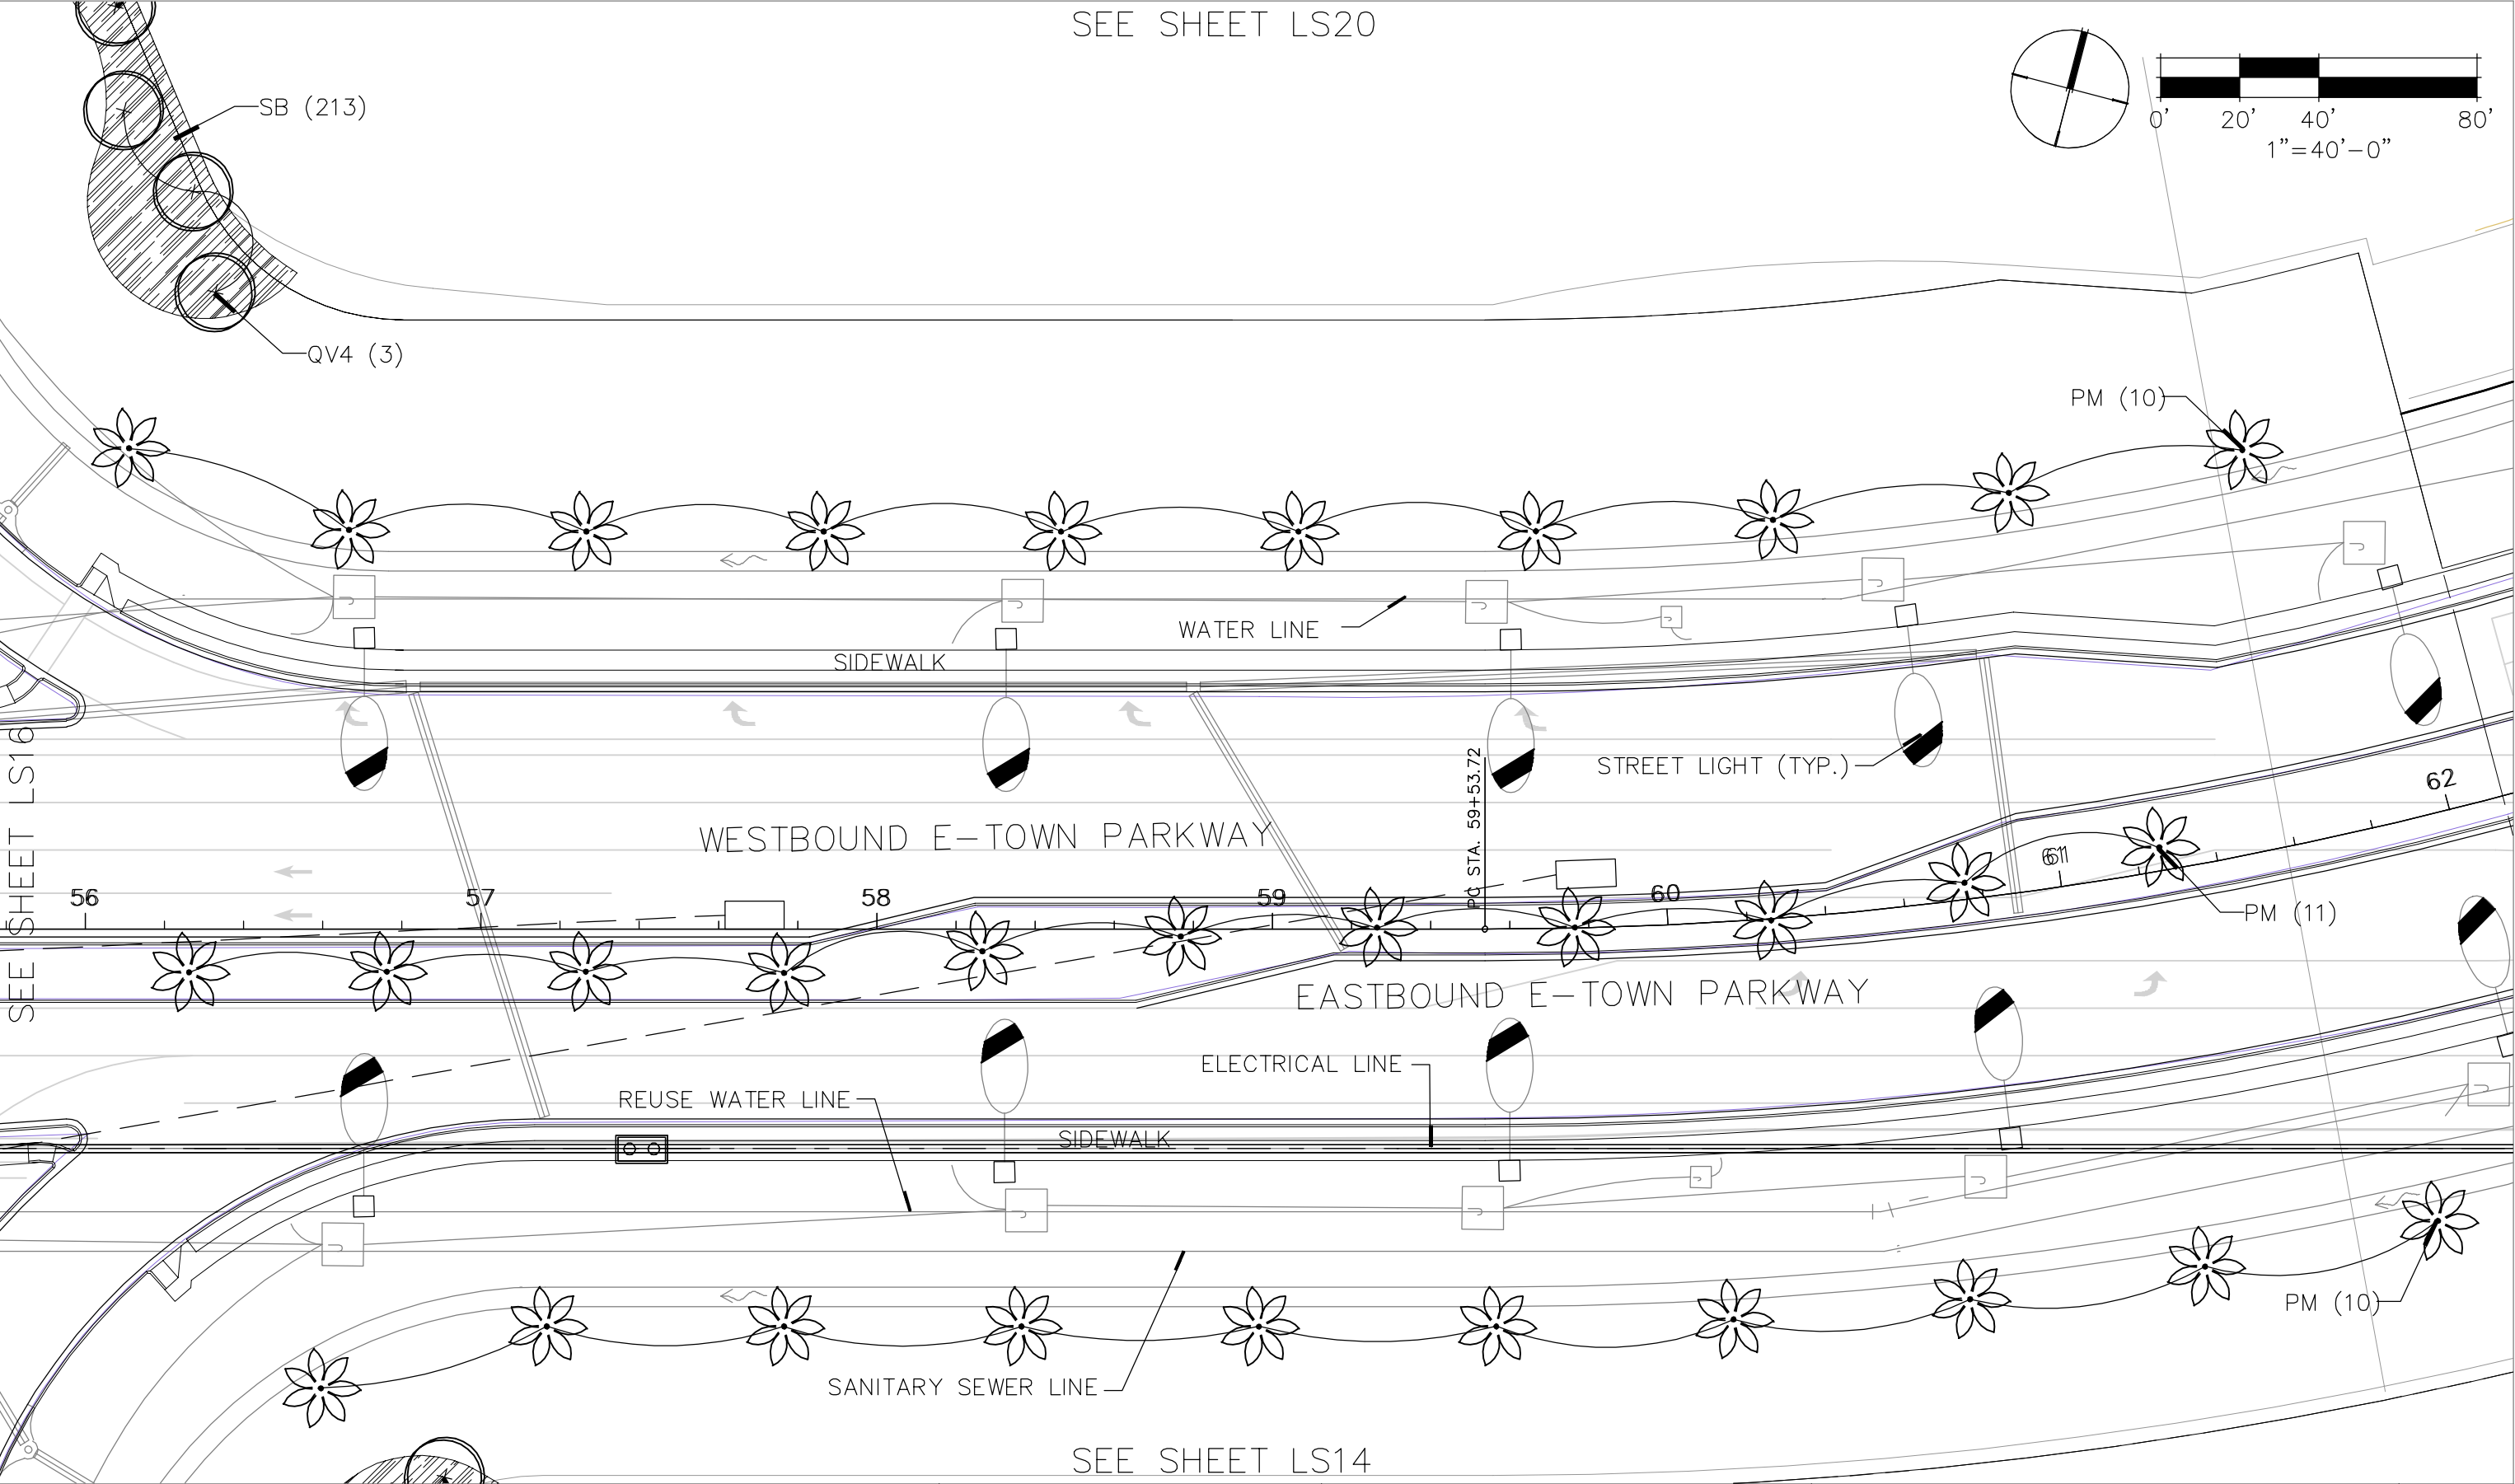 SEE SHEET LS20
SB (213)
0' 20' 40' 80'
1"=40'-0"
QV4 (3)
PM (10)
WATER LINE
SIDEWALK
SEE SHEET LS16
STREET LIGHT (TYP.)
PC STA. 59+53.72
WESTBOUND E-TOWN PARKWAY
56 57 58 59 60 61 62
PM (11)
EASTBOUND E-TOWN PARKWAY
ELECTRICAL LINE
REUSE WATER LINE
SIDEWALK
PM (10)
SANITARY SEWER LINE
SEE SHEET LS14